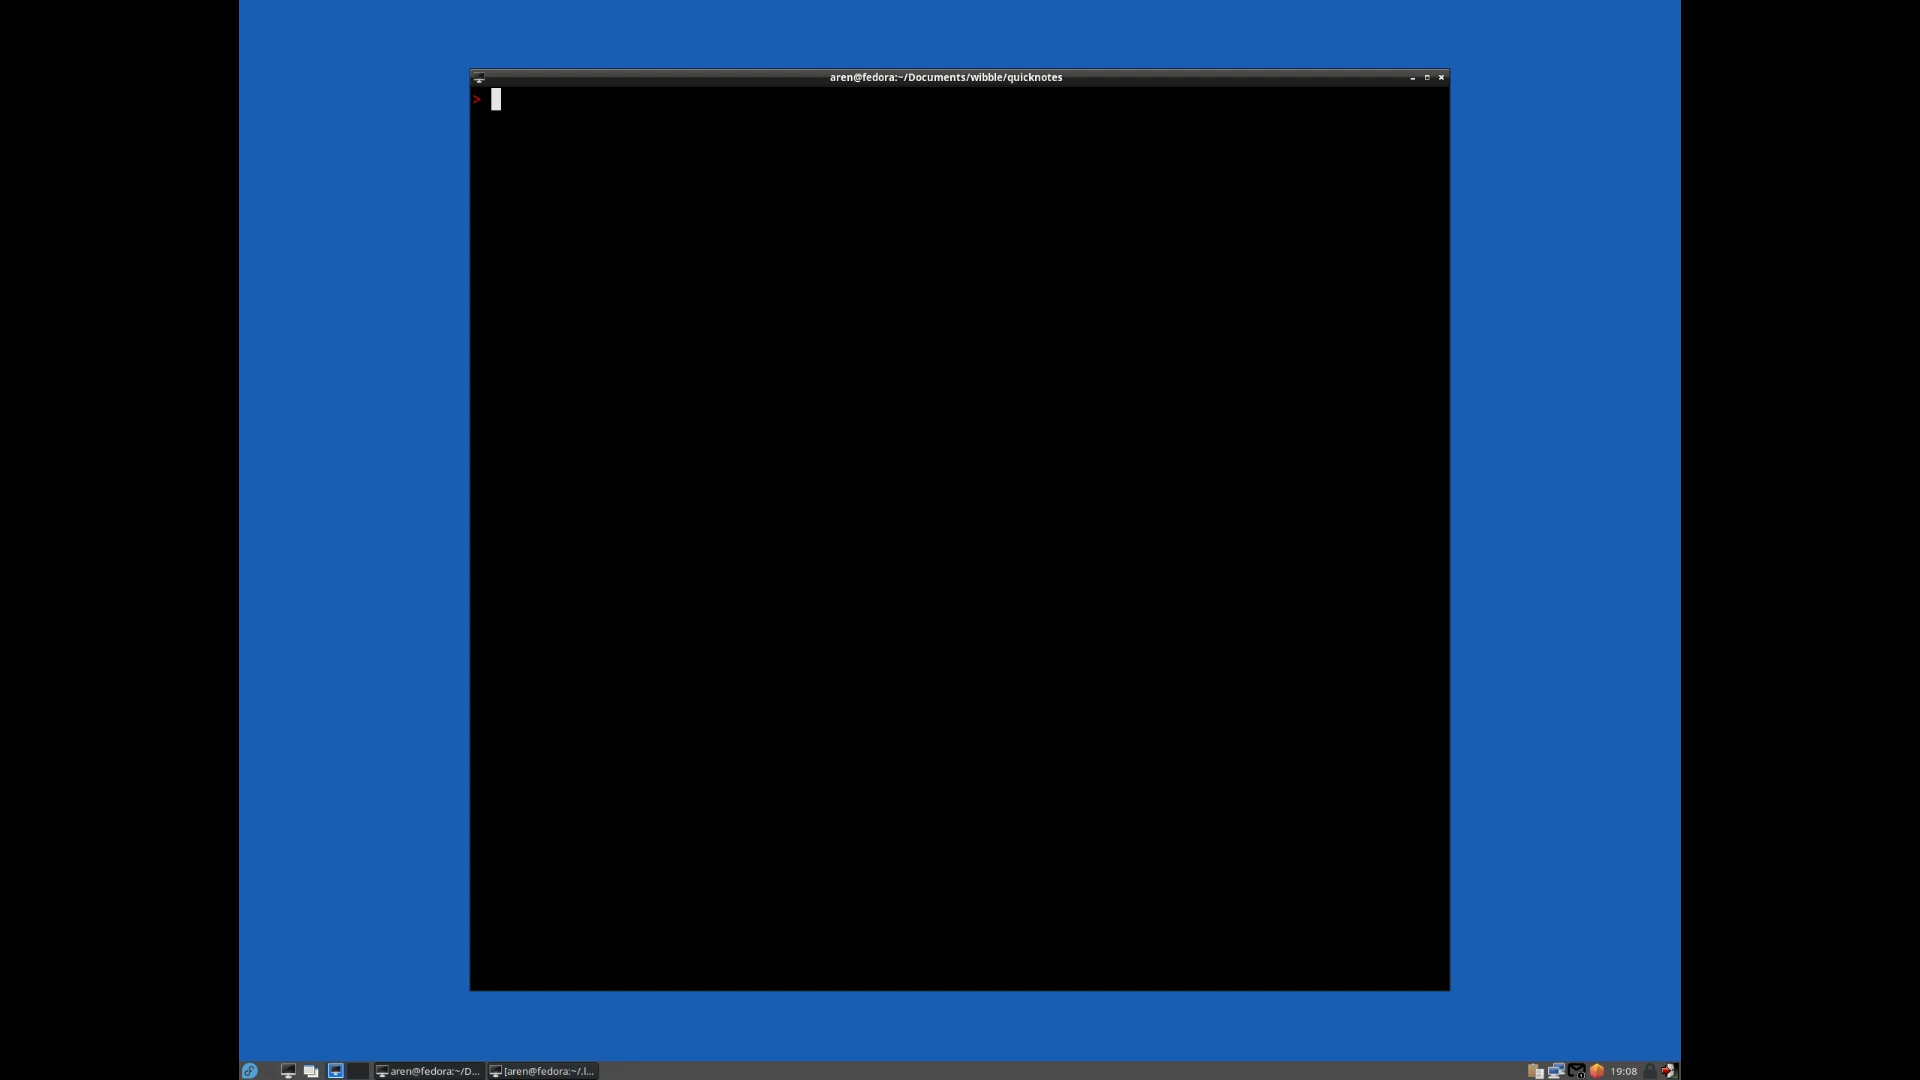 aren@fedora:~/Documents/wibble/quicknotes
>
aren@fedora:~/D...
[aren@fedora:~/.l...
19:08